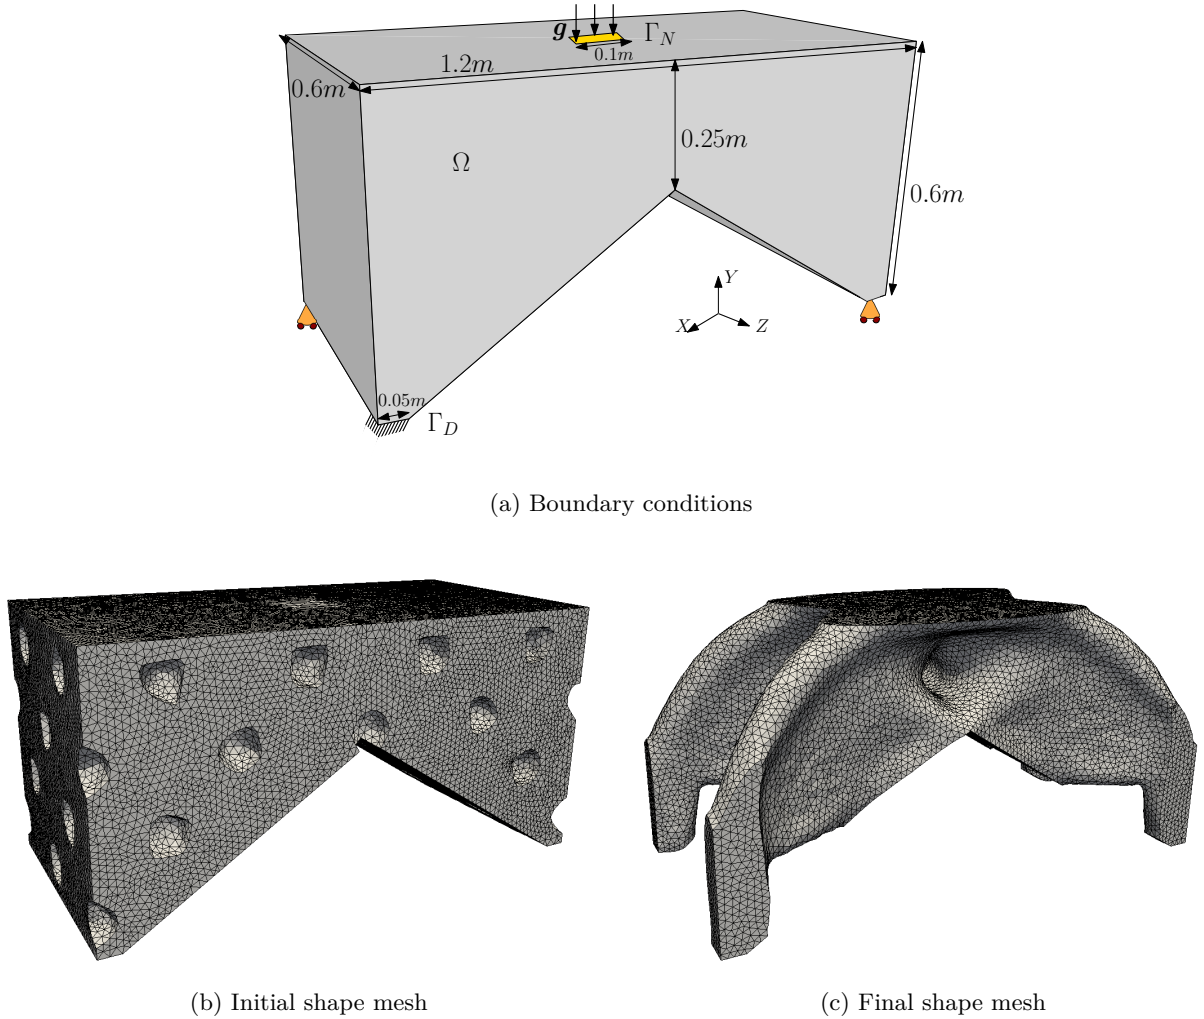 g Γ_N
0.1m
1.2m
0.6m
0.25m
Ω
0.6m
Y
X Z
0.05m
Γ_D
(a) Boundary conditions
(b) Initial shape mesh (c) Final shape mesh